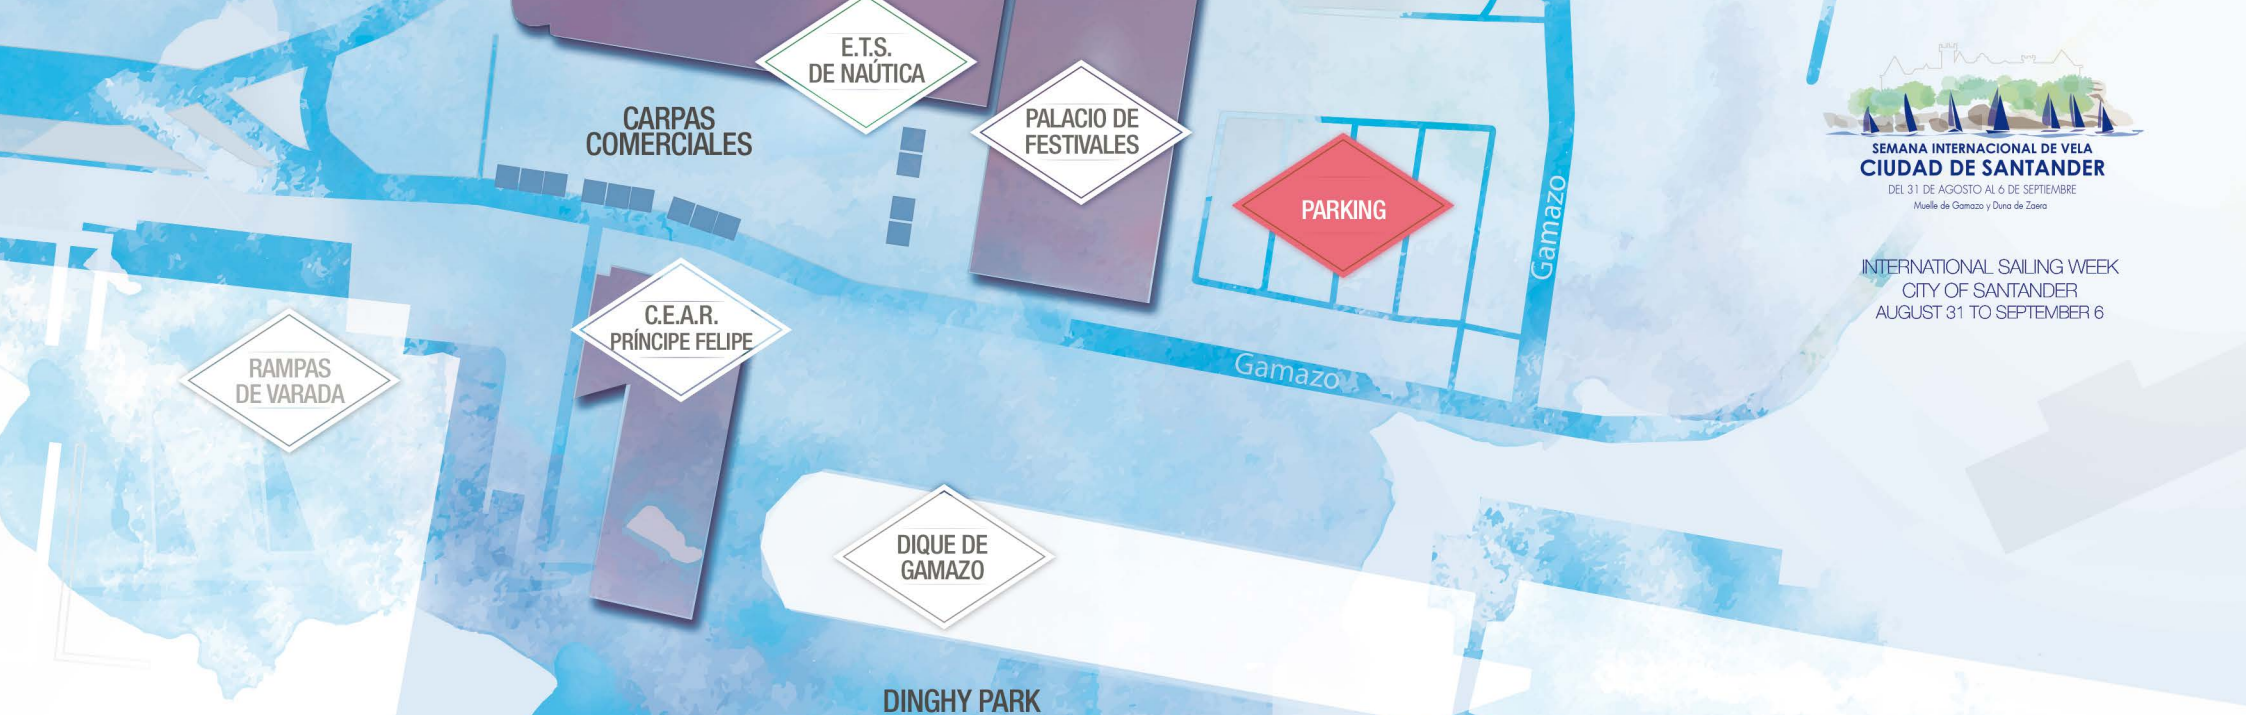 E.T.S.
DE NAÚTICA
CARPAS
COMERCIALES
PALACIO DE
FESTIVALES
PARKING
Gamazo
SEMANA INTERNACIONAL DE VELA
CIUDAD DE SANTANDER
DEL 31 DE AGOSTO AL 6 DE SEPTIEMBRE
Muelle de Gamazo y Duna de Zaera
INTERNATIONAL SAILING WEEK
CITY OF SANTANDER
AUGUST 31 TO SEPTEMBER 6
C.E.A.R.
PRÍNCIPE FELIPE
RAMPAS
DE VARADA
Gamazo
DIQUE DE
GAMAZO
DINGHY PARK